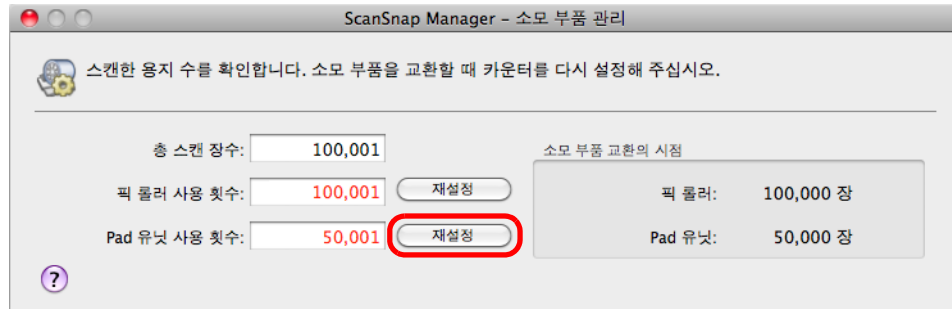 ScanSnap Manager – 소모 부품 관리
스캔한 용지 수를 확인합니다. 소모 부품을 교환할 때 카운터를 다시 설정해 주십시오.
총 스캔 장수: 100,001
소모 부품 교환의 시점
픽 롤러 사용 횟수: 100,001 재설정
픽 롤러: 100,000 장
Pad 유닛 사용 횟수: 50,001 재설정
Pad 유닛: 50,000 장
?